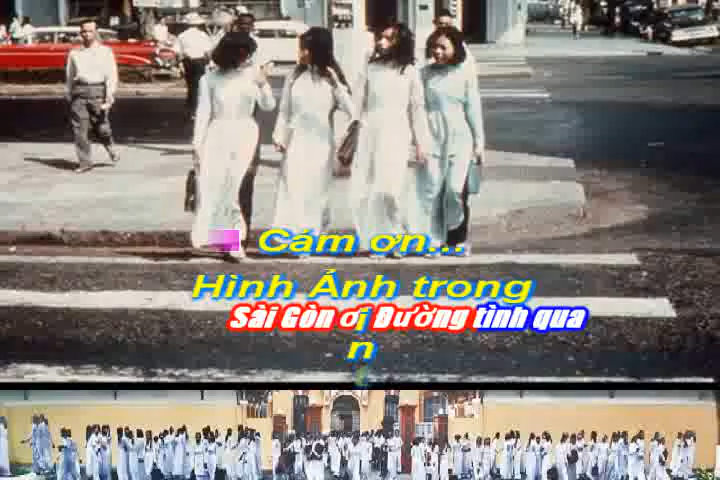 Cám ơn...
Hình Ảnh trong
Sài Gòn ơi Đường tình qua
í
n